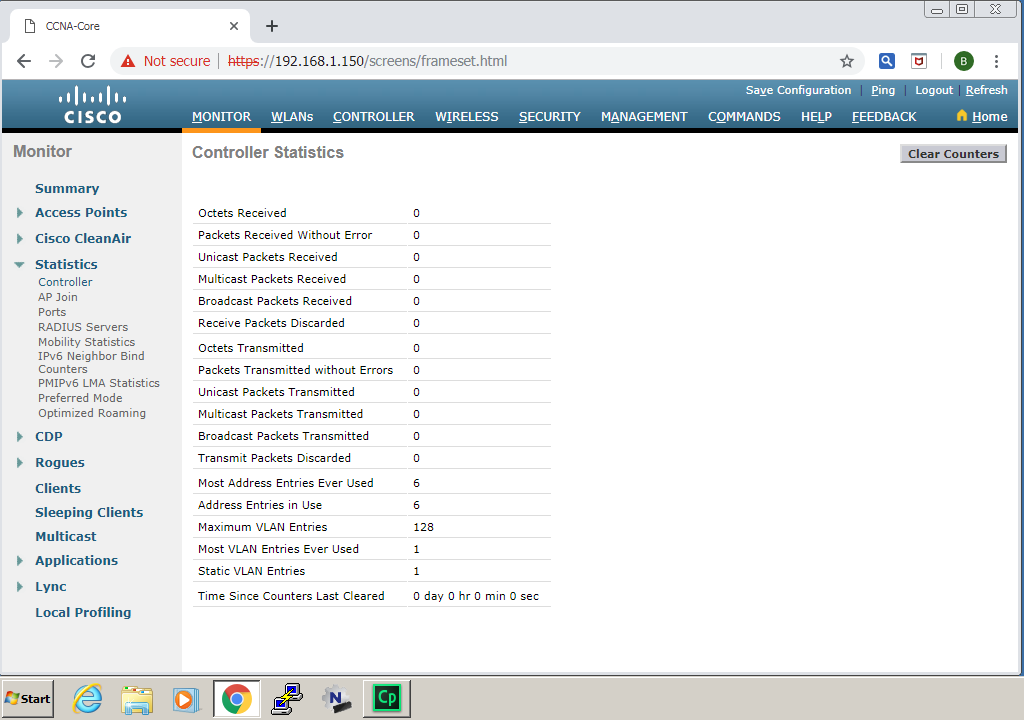 CCNA-Core
Not secure | https://192.168.1.150/screens/frameset.html
B
Save Configuration | Ping | Logout | Refresh
CISCO
MONITOR WLANs CONTROLLER WIRELESS SECURITY MANAGEMENT COMMANDS HELP FEEDBACK Home
Monitor
Summary
Access Points
Cisco CleanAir
Statistics
Controller
AP Join
Ports
RADIUS Servers
Mobility Statistics
IPv6 Neighbor Bind
Counters
PMIPv6 LMA Statistics
Preferred Mode
Optimized Roaming
CDP
Rogues
Clients
Sleeping Clients
Multicast
Applications
Lync
Local Profiling
Controller Statistics
Clear Counters
Octets Received 0
Packets Received Without Error 0
Unicast Packets Received 0
Multicast Packets Received 0
Broadcast Packets Received 0
Receive Packets Discarded 0
Octets Transmitted 0
Packets Transmitted without Errors 0
Unicast Packets Transmitted 0
Multicast Packets Transmitted 0
Broadcast Packets Transmitted 0
Transmit Packets Discarded 0
Most Address Entries Ever Used 6
Address Entries in Use 6
Maximum VLAN Entries 128
Most VLAN Entries Ever Used 1
Static VLAN Entries 1
Time Since Counters Last Cleared 0 day 0 hr 0 min 0 sec
Start
N
Cp